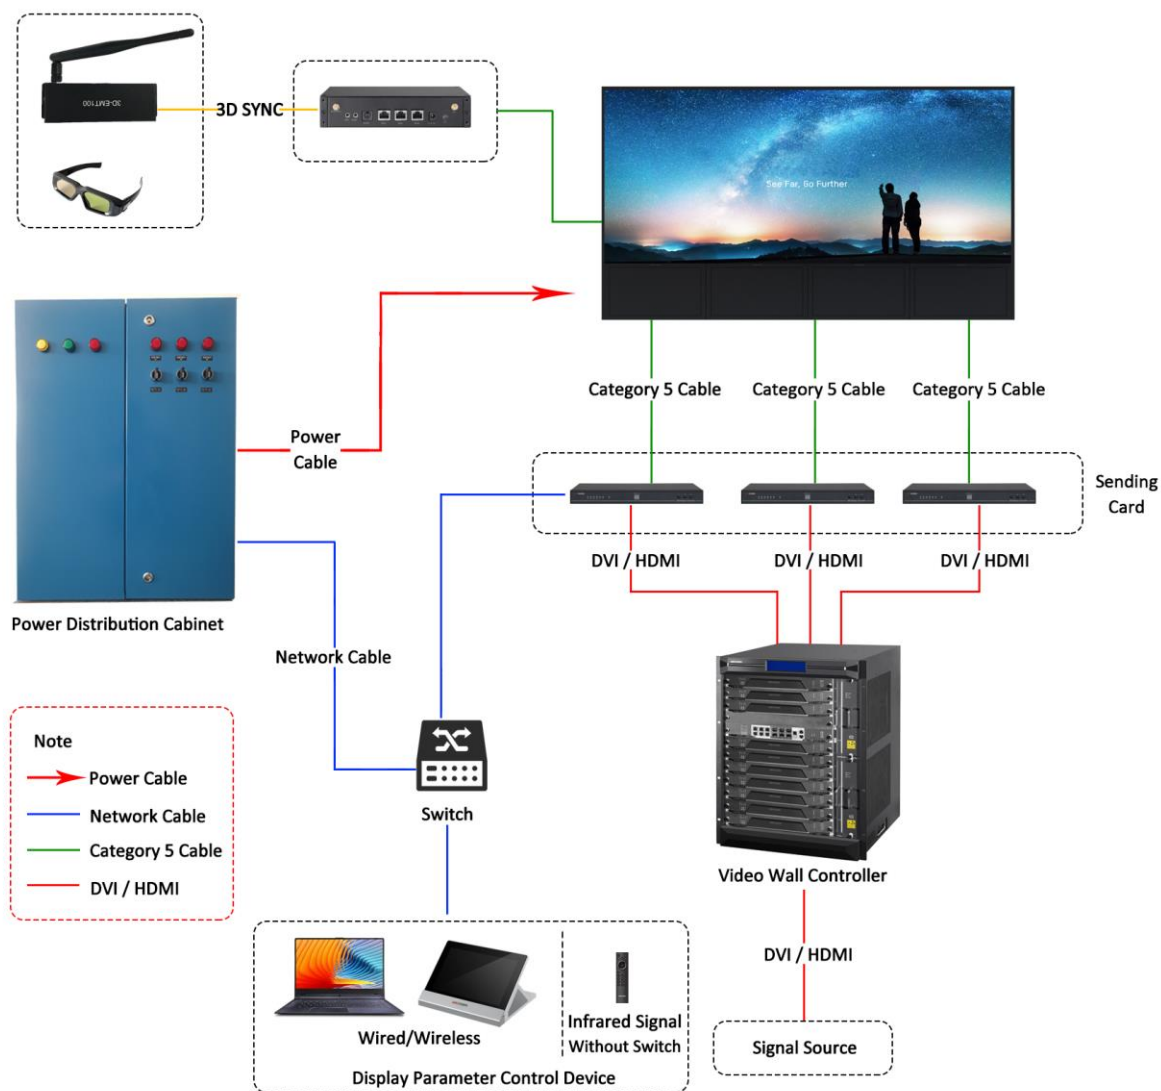 3D-EMT100
3D SYNC
See Far, Go Further
Category 5 Cable
Category 5 Cable
Category 5 Cable
Power
Cable
Sending
Card
DVI / HDMI
DVI / HDMI
DVI / HDMI
Power Distribution Cabinet
Network Cable
Note
Power Cable
Network Cable
Category 5 Cable
DVI / HDMI
Switch
Video Wall Controller
DVI / HDMI
Wired/Wireless
Infrared Signal
Without Switch
Display Parameter Control Device
Signal Source